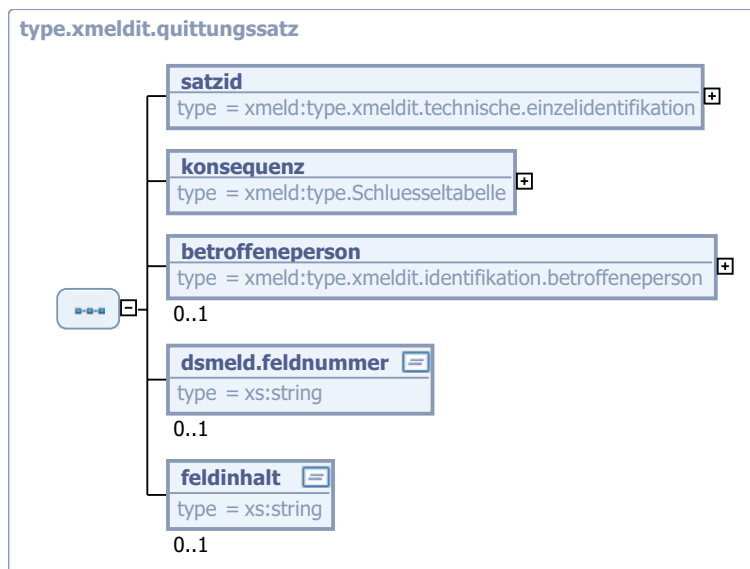 type.xmeldit.quittungssatz
satzid
type = xmeld:type.xmeldit.technische.einzelidentifikation
konsequenz
type = xmeld:type.Schluesseltabelle
betroffeneperson
type = xmeld:type.xmeldit.identifikation.betroffeneperson
0..1
dsmeld.feldnummer
type = xs:string
0..1
feldinhalt
type = xs:string
0..1